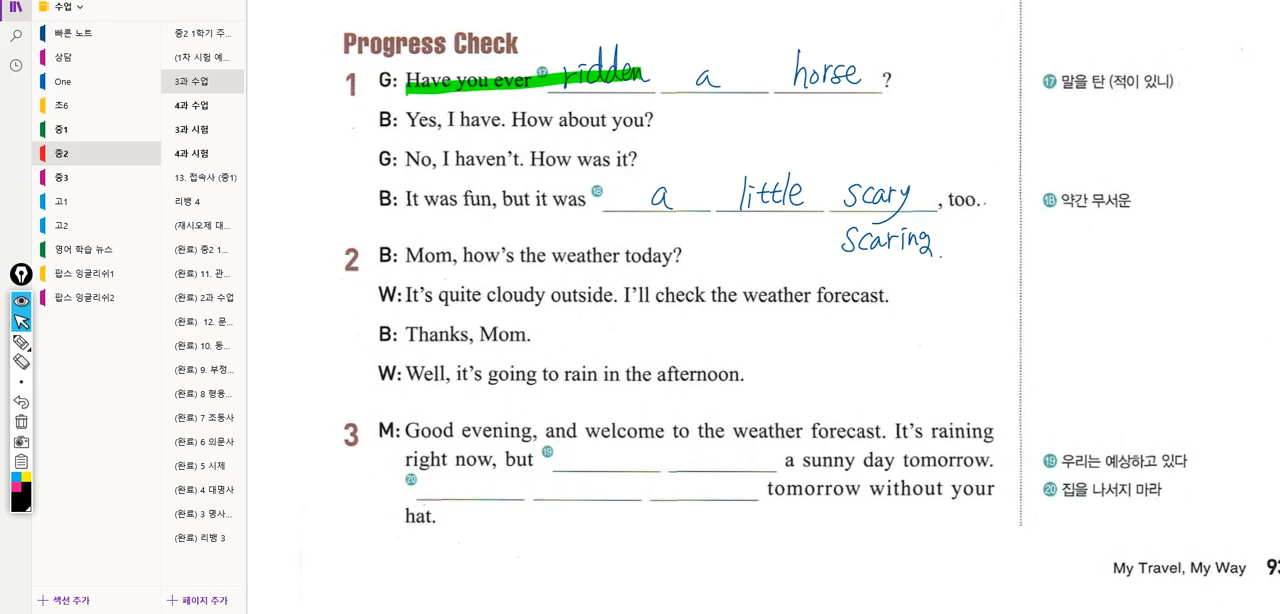 수업
빠른 노트
상담
One
초6
중1
중2
중3
고1
고2
영어 학습 뉴스
팝스 잉글리쉬1
팝스 잉글리쉬2
+ 섹션 추가
중2 1학기 주...
(1차 시험 예...
3과 수업
4과 수업
3과 시험
4과 시험
13. 접속사 (중1)
리뱅 4
(재시오제 대...
(완료) 중2 1...
(완료) 11. 관...
(완료) 2과 수업
(완료) 12. 문...
(완료) 10. 동...
(완료) 9. 부정...
(완료) 8 형용...
(완료) 7 조동사
(완료) 6 의문사
(완료) 5 시제
(완료) 4 대명사
(완료) 3 명사...
(완료) 리뱅 3
+ 페이지 추가
Progress Check
1 G: Have you ever ⑰ ridden a horse ?
B: Yes, I have. How about you?
G: No, I haven't. How was it?
B: It was fun, but it was ⑱ a little scary , too.
scaring.
2 B: Mom, how's the weather today?
W: It's quite cloudy outside. I'll check the weather forecast.
B: Thanks, Mom.
W: Well, it's going to rain in the afternoon.
3 M: Good evening, and welcome to the weather forecast. It's raining
right now, but ⑲ a sunny day tomorrow.
⑳ tomorrow without your
hat.
⑰ 말을 탄 (적이 있니)
⑱ 약간 무서운
⑲ 우리는 예상하고 있다
⑳ 집을 나서지 마라
My Travel, My Way 93